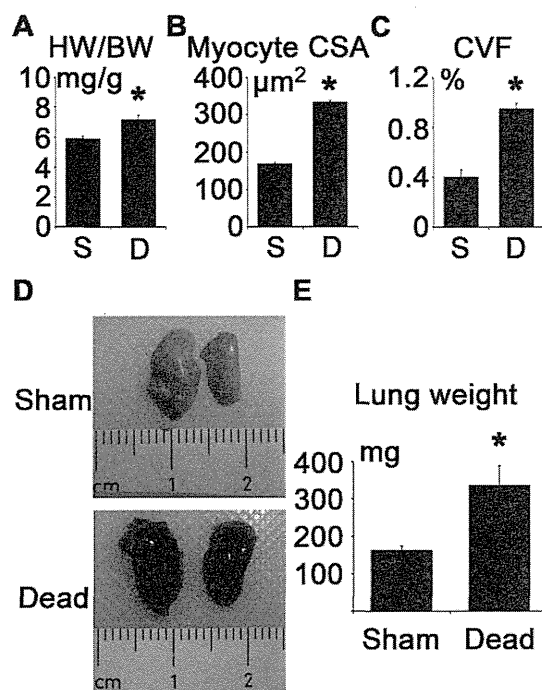 A HW/BW
mg/g
10
8
6
4
2
0
*
S D
B Myocyte CSA
μm²
400
300
200
100
0
*
S D
C CVF
%
1.2
0.8
0.4
0
*
S D
D
Sham
cm 1 2
Dead
cm 1 2
E
Lung weight
mg
400
300
200
100
*
Sham Dead